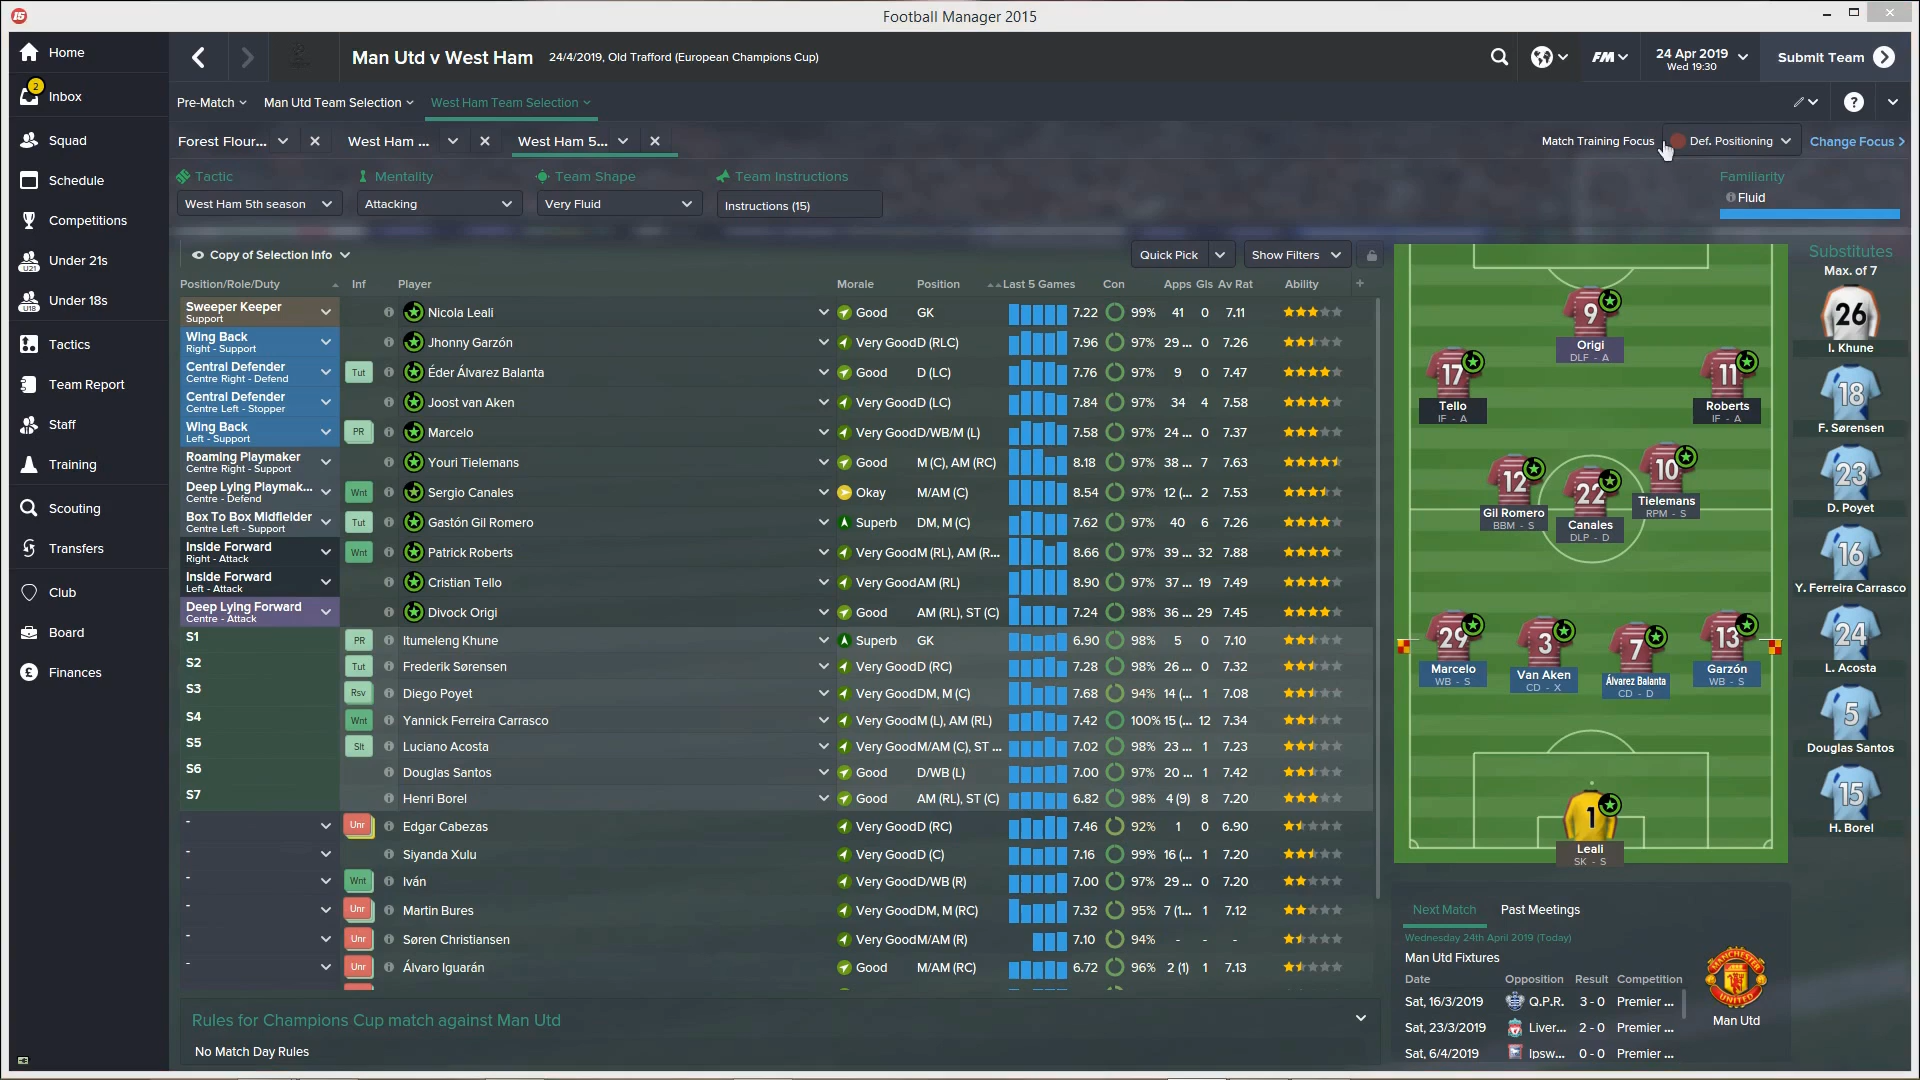 Football Manager 2015
Home
2
Inbox
Squad
Schedule
Competitions
Under 21s
Under 18s
Tactics
Team Report
Staff
Training
Scouting
Transfers
Club
Board
Finances
Man Utd v West Ham 24/4/2019, Old Trafford (European Champions Cup)
FM 24 Apr 2019 Submit Team
Wed 19:30
Pre-Match Man Utd Team Selection West Ham Team Selection
Forest Flour... West Ham ... West Ham 5...
Match Training Focus Def. Positioning Change Focus
Tactic Mentality Team Shape Team Instructions Familiarity
West Ham 5th season Attacking Very Fluid Instructions (15) Fluid
Copy of Selection Info Quick Pick Show Filters
Position/Role/Duty Inf Player Morale Position Last 5 Games Con Apps Gls Av Rat Ability
Sweeper Keeper Support Nicola Leali Good GK 7.22 99% 41 0 7.11
Wing Back Right - Support Jhonny Garzón Very Good D (RLC) 7.96 97% 29 ... 0 7.26
Central Defender Centre Right - Defend Tut Éder Álvarez Balanta Good D (LC) 7.76 97% 9 0 7.47
Central Defender Centre Left - Stopper Joost van Aken Very Good D (LC) 7.84 97% 34 4 7.58
Wing Back Left - Support PR Marcelo Very Good D/WB/M (L) 7.58 97% 24 ... 0 7.37
Roaming Playmaker Centre Right - Support Youri Tielemans Good M (C), AM (RC) 8.18 97% 38 ... 7 7.63
Deep Lying Playmak... Centre - Defend Wnt Sergio Canales Okay M/AM (C) 8.54 97% 12 (... 2 7.53
Box To Box Midfielder Centre Left - Support Tut Gastón Gil Romero Superb DM, M (C) 7.62 97% 40 6 7.26
Inside Forward Right - Attack Wnt Patrick Roberts Very Good M (RL), AM (R... 8.66 97% 39 ... 32 7.88
Inside Forward Left - Attack Cristian Tello Very Good AM (RL) 8.90 97% 37 ... 19 7.49
Deep Lying Forward Centre - Attack Divock Origi Good AM (RL), ST (C) 7.24 98% 36 ... 29 7.45
S1 PR Itumeleng Khune Superb GK 6.90 98% 5 0 7.10
S2 Tut Frederik Sørensen Very Good D (RC) 7.28 98% 26 ... 0 7.32
S3 Rsv Diego Poyet Very Good DM, M (C) 7.68 94% 14 (... 1 7.08
S4 Wnt Yannick Ferreira Carrasco Very Good M (L), AM (RL) 7.42 100% 15 (... 12 7.34
S5 Slt Luciano Acosta Very Good M/AM (C), ST ... 7.02 98% 23 ... 1 7.23
S6 Douglas Santos Good D/WB (L) 7.00 97% 20 ... 1 7.42
S7 Henri Borel Good AM (RL), ST (C) 6.82 98% 4 (9) 8 7.20
- Unr Edgar Cabezas Very Good D (RC) 7.46 92% 1 0 6.90
- Siyanda Xulu Very Good D (C) 7.16 99% 16 (... 1 7.20
- Wnt Iván Very Good D/WB (R) 7.00 97% 29 ... 0 7.20
- Unr Martin Bures Very Good DM, M (RC) 7.32 95% 7 (1... 1 7.12
- Unr Søren Christiansen Very Good M/AM (R) 7.10 94% - - -
- Unr Álvaro Iguarán Good M/AM (RC) 6.72 96% 2 (1) 1 7.13
Rules for Champions Cup match against Man Utd
No Match Day Rules
9
Origi
DLF - A
17
Tello
IF - A
11
Roberts
IF - A
12
Gil Romero
BBM - S
22
Canales
DLP - D
10
Tielemans
RPM - S
29
Marcelo
WB - S
3
Van Aken
CD - X
7
Álvarez Balanta
CD - D
13
Garzón
WB - S
1
Leali
SK - S
Substitutes
Max. of 7
26
I. Khune
18
F. Sørensen
23
D. Poyet
16
Y. Ferreira Carrasco
24
L. Acosta
5
Douglas Santos
15
H. Borel
Next Match Past Meetings
Wednesday 24th April 2019 (Today)
Man Utd Fixtures
Date Opposition Result Competition
Sat, 16/3/2019 Q.P.R. 3 - 0 Premier ...
Sat, 23/3/2019 Liver... 2 - 0 Premier ...
Sat, 6/4/2019 Ipsw... 0 - 0 Premier ...
Man Utd